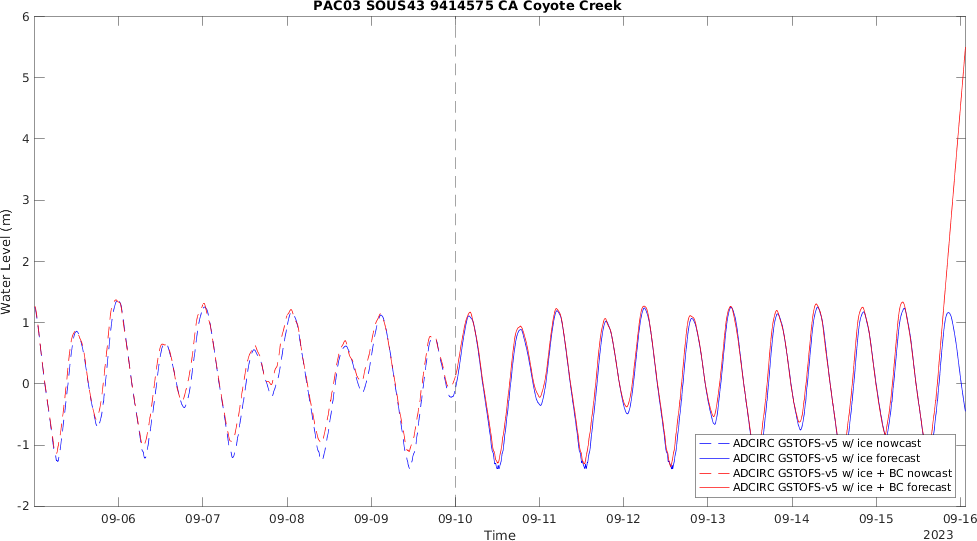 PAC03 SOUS43 9414575 CA Coyote Creek
6
5
4
3
2
1
0
-1
-2
Water Level (m)
09-06 09-07 09-08 09-09 09-10 09-11 09-12 09-13 09-14 09-15 09-16
Time
2023
ADCIRC GSTOFS-v5 w/ ice nowcast
ADCIRC GSTOFS-v5 w/ ice forecast
ADCIRC GSTOFS-v5 w/ ice + BC nowcast
ADCIRC GSTOFS-v5 w/ ice + BC forecast